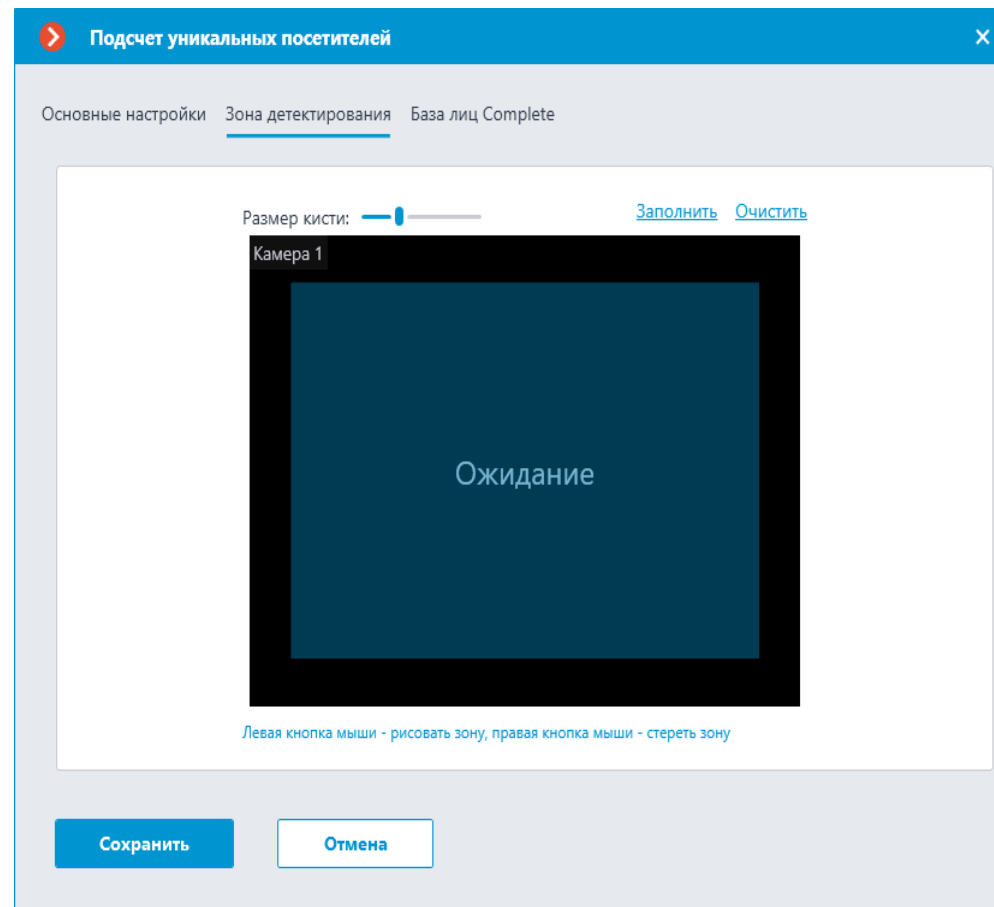 Подсчет уникальных посетителей
Основные настройки Зона детектирования База лиц Complete
Размер кисти: Заполнить Очистить
Камера 1
Ожидание
Левая кнопка мыши - рисовать зону, правая кнопка мыши - стереть зону
Сохранить Отмена